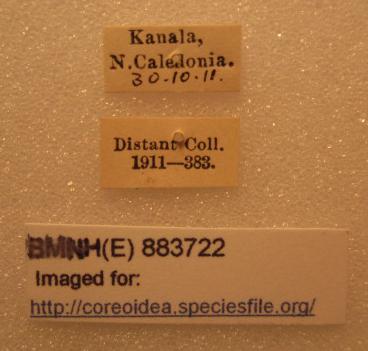 Kanala,
N.Caledonia.
30-10-11.
Distant Coll.
1911—383.
BMNH(E) 883722
Imaged for:
http://coreoidea.speciesfile.org/